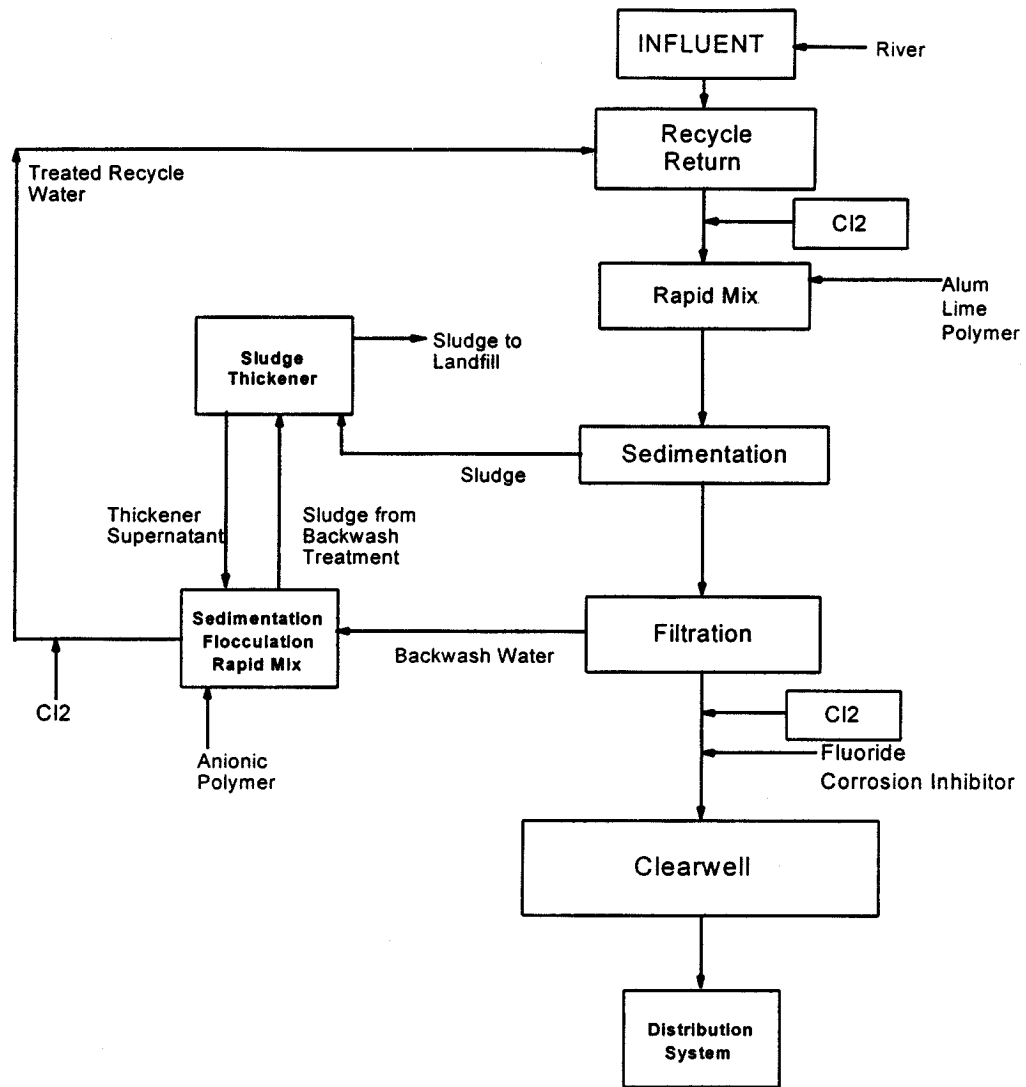 INFLUENT
River
Recycle
Return
Treated Recycle
Water
Cl2
Rapid Mix
Alum
Lime
Polymer
Sludge
Thickener
Sludge to
Landfill
Sedimentation
Sludge
Thickener
Supernatant
Sludge from
Backwash
Treatment
Sedimentation
Flocculation
Rapid Mix
Backwash Water
Filtration
Cl2
Anionic
Polymer
Cl2
Fluoride
Corrosion Inhibitor
Clearwell
Distribution
System